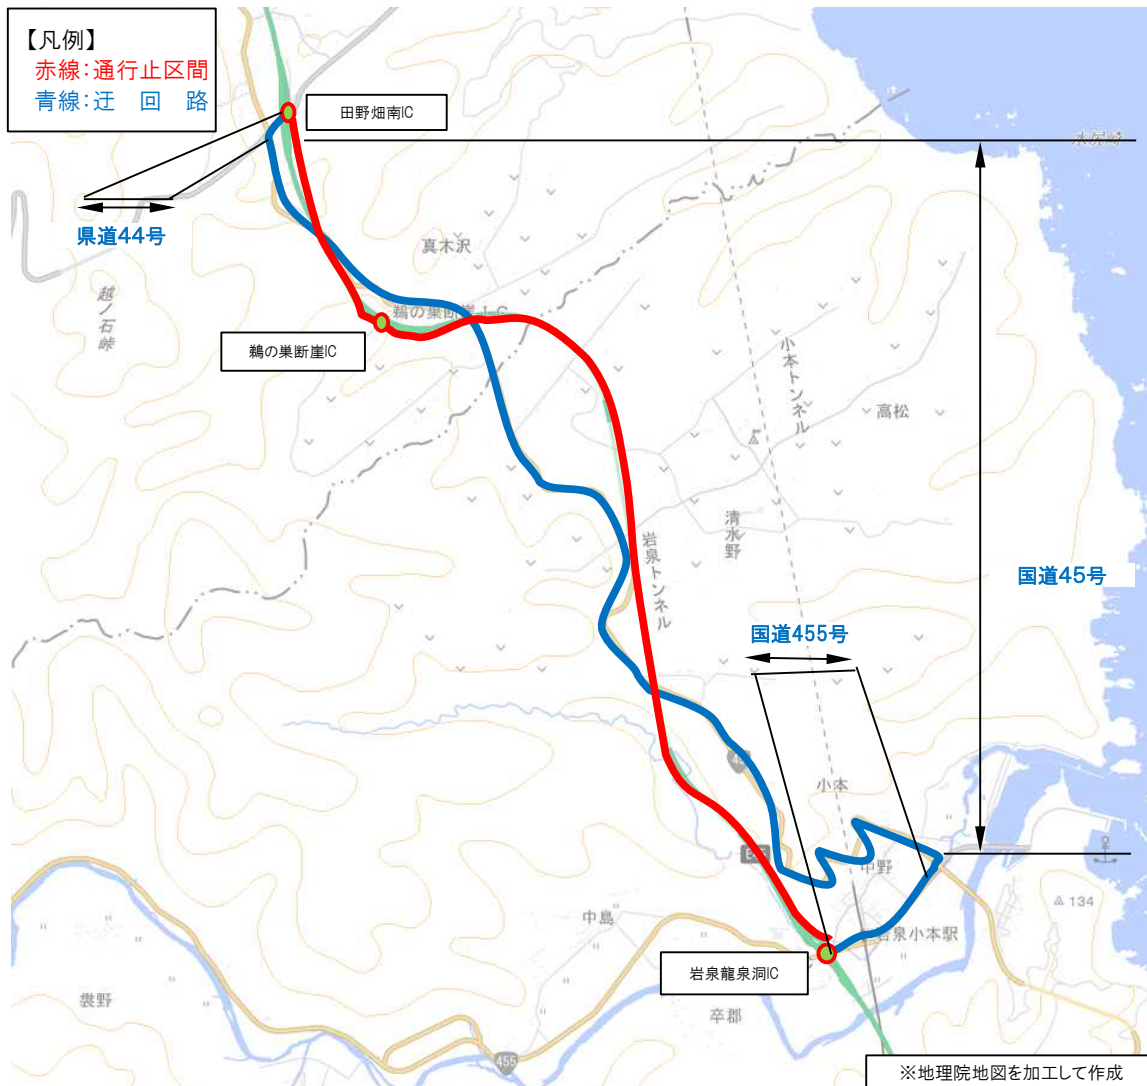 【凡例】
赤線：通行止区間
青線：迂　回　路
田野畑南IC
県道44号
真木沢
越ノ石峠
鵜の巣断崖IC
小本トンネル
高松
清水野
岩泉トンネル
国道45号
国道455号
小本
中野
134
中島
岩泉小本駅
岩泉龍泉洞IC
袰野
卒郡
455
※地理院地図を加工して作成